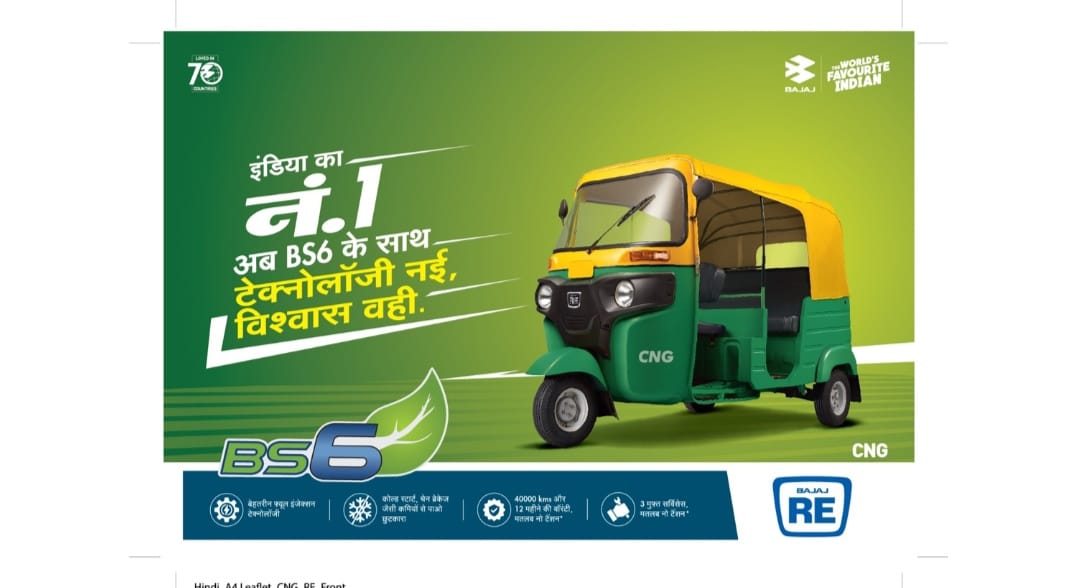 LOVED IN
70
COUNTRIES
BAJAJ
THE WORLD'S
FAVOURITE
INDIAN
इंडिया का
नं.1
अब BS6 के साथ
टेक्नोलॉजी नई,
विश्वास वही.
RE
CNG
CNG
BS6
बेहतरीन फ्यूल इंजेक्शन
टेक्नोलॉजी
कोल्ड स्टार्ट, चेन ब्रेकेज
जैसी कमियों से पाओ
छुटकारा
40000 kms और
12 महीने की वॉरंटी,
मतलब नो टेंशन*
3 मुफ़्त सर्विसेस,
मतलब नो टेंशन*
BAJAJ
RE
Hindi_A4 Leaflet_CNG_RE_Front